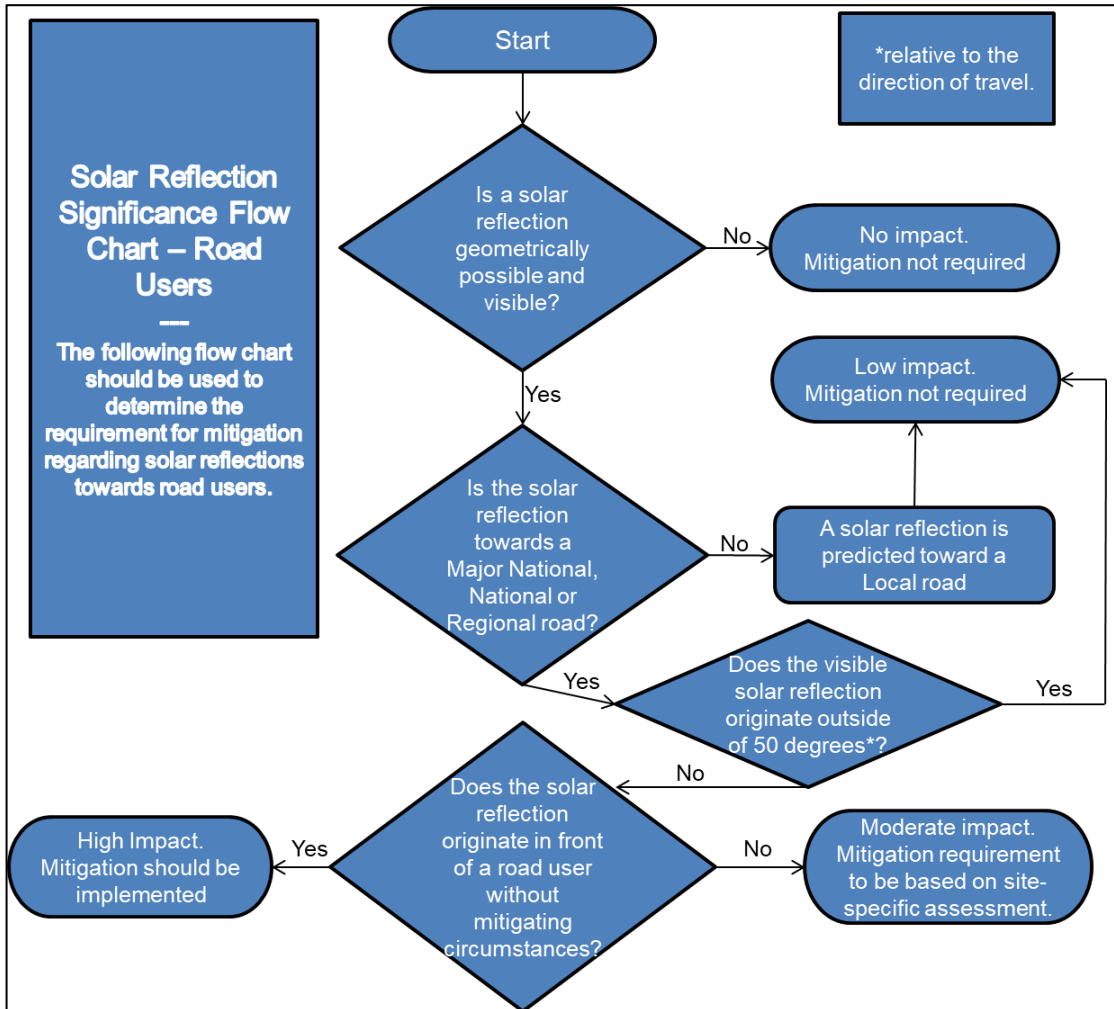 Solar Reflection
Significance Flow
Chart – Road
Users
---
The following flow chart
should be used to
determine the
requirement for mitigation
regarding solar reflections
towards road users.
Start
*relative to the
direction of travel.
Is a solar
reflection
geometrically
possible and
visible?
No
No impact.
Mitigation not required
Yes
Low impact.
Mitigation not required
Is the solar
reflection
towards a
Major National,
National or
Regional road?
No
A solar reflection is
predicted toward a
Local road
Yes
Does the visible
solar reflection
originate outside
of 50 degrees*?
Yes
No
Does the solar
reflection
originate in front
of a road user
without
mitigating
circumstances?
Yes
High Impact.
Mitigation should be
implemented
No
Moderate impact.
Mitigation requirement
to be based on site-
specific assessment.